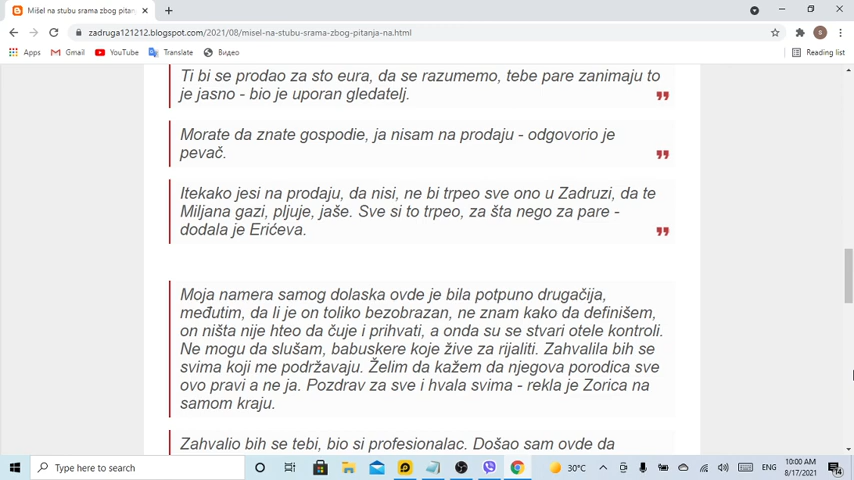 Mišel na stubu srama zbog pitanj
zadruga121212.blogspot.com/2021/08/misel-na-stubu-srama-zbog-pitanja-na.html
S
Apps Gmail YouTube Translate Видео Reading list
Ti bi se prodao za sto eura, da se razumemo, tebe pare zanimaju to
je jasno - bio je uporan gledatelj.
Morate da znate gospodie, ja nisam na prodaju - odgovorio je
pevač.
Itekako jesi na prodaju, da nisi, ne bi trpeo sve ono u Zadruzi, da te
Miljana gazi, pljuje, jaše. Sve si to trpeo, za šta nego za pare -
dodala je Erićeva.
Moja namera samog dolaska ovde je bila potpuno drugačija,
međutim, da li je on toliko bezobrazan, ne znam kako da definišem,
on ništa nije hteo da čuje i prihvati, a onda su se stvari otele kontroli.
Ne mogu da slušam, babuskere koje žive za rijaliti. Zahvalila bih se
svima koji me podržavaju. Želim da kažem da njegova porodica sve
ovo pravi a ne ja. Pozdrav za sve i hvala svima - rekla je Zorica na
samom kraju.
Zahvalio bih se tebi, bio si profesionalac. Došao sam ovde da
Type here to search
30°C
ENG
10:00 AM
8/17/2021
14